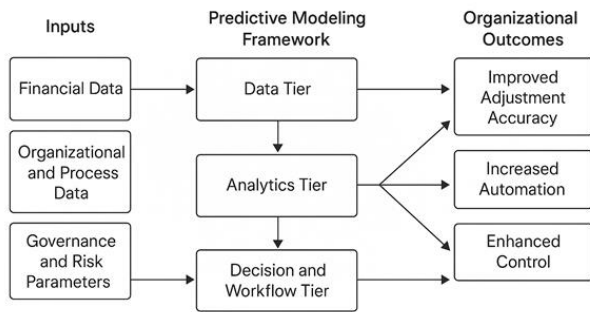 Inputs
Predictive Modeling
Framework
Organizational
Outcomes
Financial Data
Data Tier
Improved
Adjustment
Accuracy
Organizational
and Process
Data
Analytics Tier
Increased
Automation
Governance
and Risk
Parameters
Decision and
Workflow Tier
Enhanced
Control